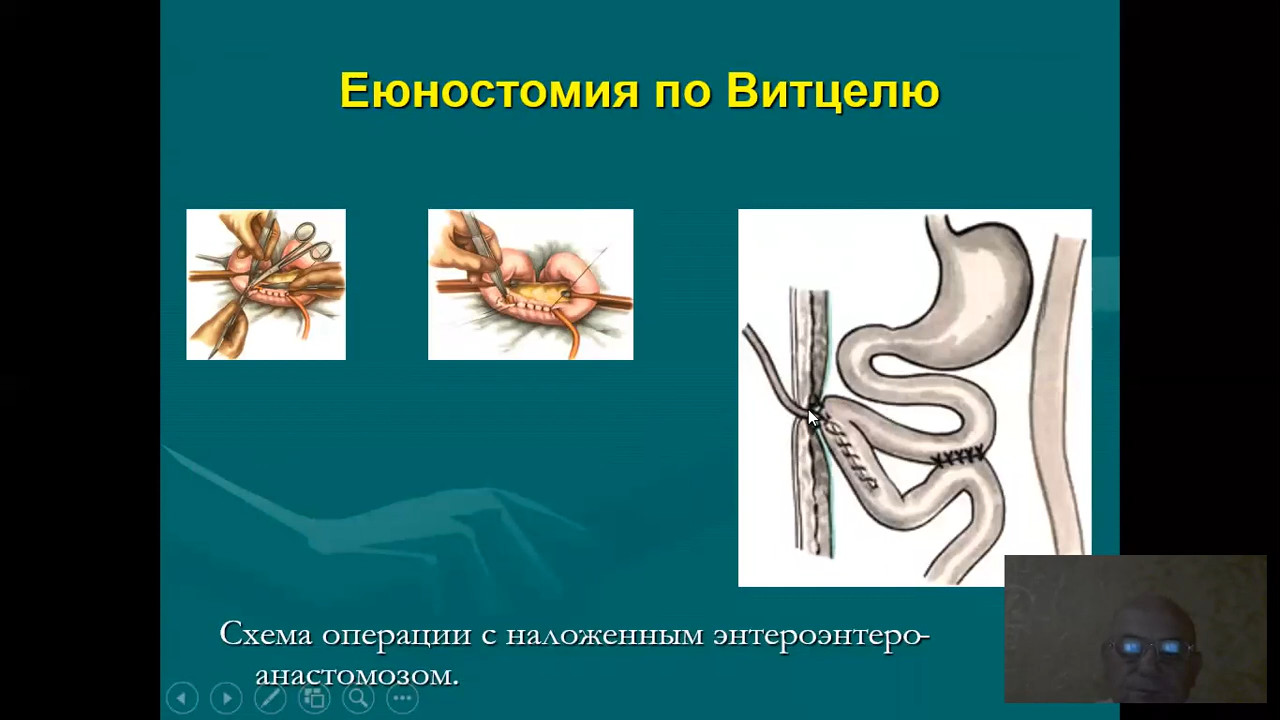 Еюностомия по Витцелю
Схема операции с наложенным энтероэнтеро-
анастомозом.